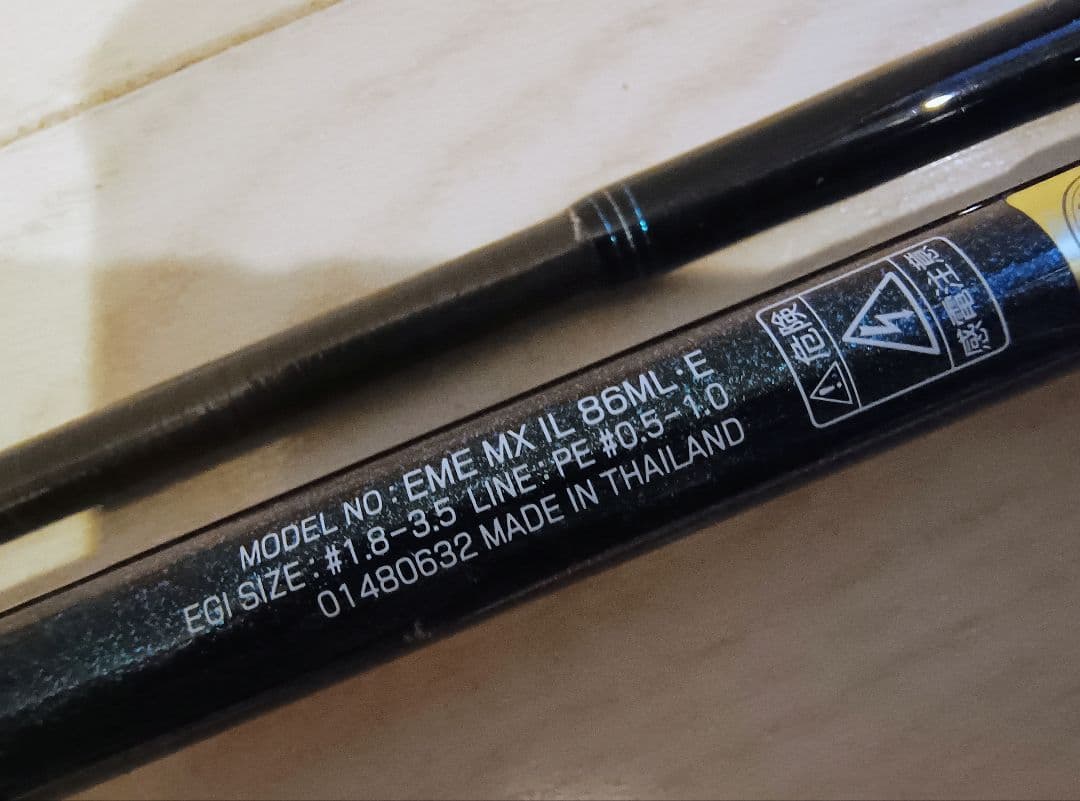 MODEL NO : EME MX IL 86ML・E
EGI SIZE : #1.8-3.5 LINE : PE #0.5-1.0
01480632 MADE IN THAILAND
危険
感電注意